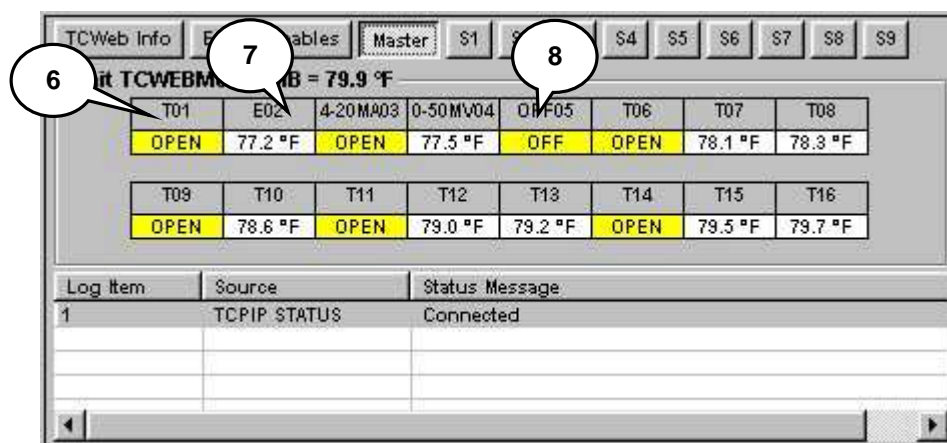 TCWeb Info E ables Master S1 S S4 S5 S6 S7 S8 S9
6 7 8
it TCWEBM B = 79.9 °F
T01 E02 4-20MA03 0-50MV04 OFF05 T06 T07 T08
OPEN 77.2 °F OPEN 77.5 °F OFF OPEN 78.1 °F 78.3 °F
T09 T10 T11 T12 T13 T14 T15 T16
OPEN 78.6 °F OPEN 79.0 °F 79.2 °F OPEN 79.5 °F 79.7 °F
Log Item Source Status Message
1 TCPIP STATUS Connected